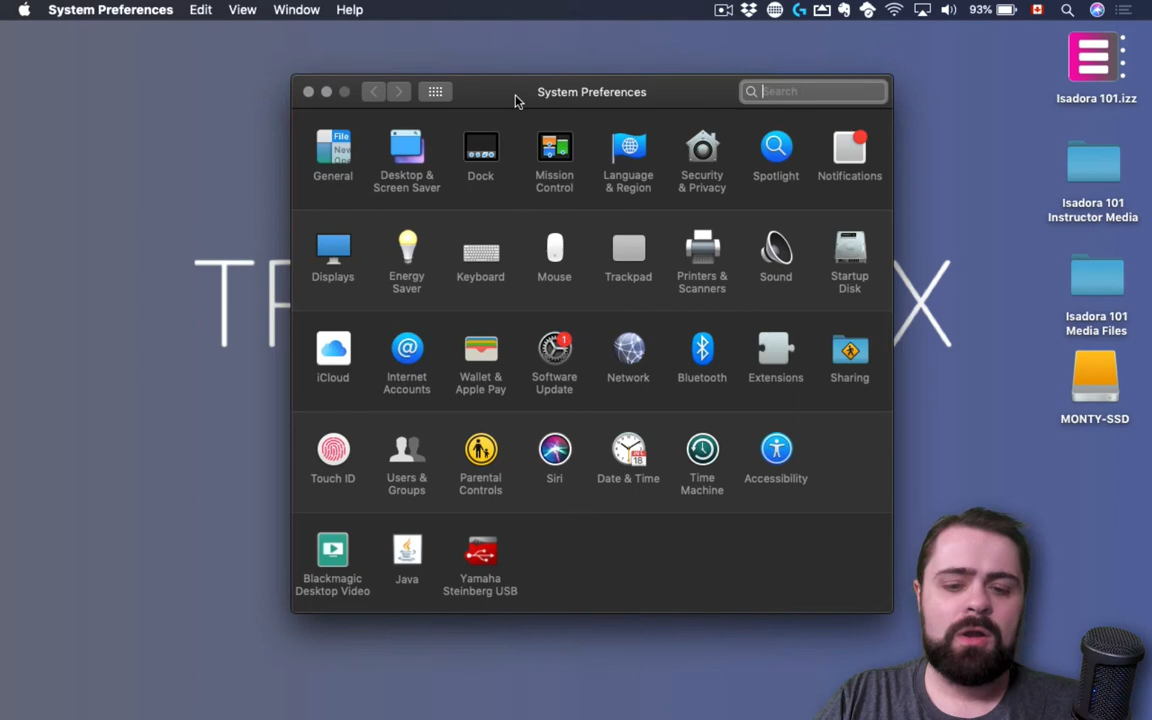 System Preferences Edit View Window Help 93%
System Preferences Search
General Desktop & Screen Saver Dock Mission Control Language & Region Security & Privacy Spotlight Notifications
Displays Energy Saver Keyboard Mouse Trackpad Printers & Scanners Sound Startup Disk
iCloud Internet Accounts Wallet & Apple Pay Software Update Network Bluetooth Extensions Sharing
Touch ID Users & Groups Parental Controls Siri Date & Time Time Machine Accessibility
Blackmagic Desktop Video Java Yamaha Steinberg USB
File
New
1
Isadora 101.izz
Isadora 101
Instructor Media
Isadora 101
Media Files
MONTY-SSD